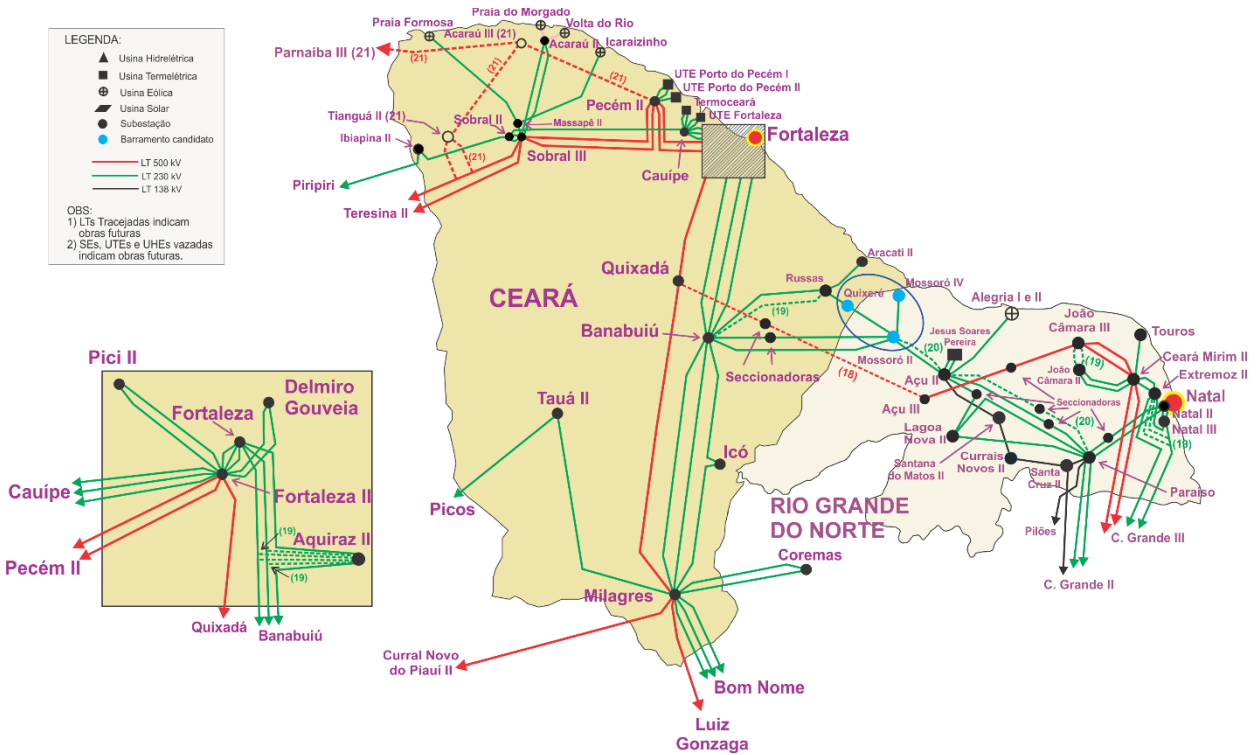 LEGENDA:
Usina Hidrelétrica
Usina Termelétrica
Usina Eólica
Usina Solar
Subestação
Barramento candidato
LT 500 kV
LT 230 kV
LT 138 kV
OBS:
1) LTs Tracejadas indicam
obras futuras
2) SEs, UTEs e UHEs vazadas
indicam obras futuras.
Praia do Morgado
Praia Formosa
Volta do Rio
Acaraú III (21)
Acaraú II
Icaraizinho
Parnaíba III (21)
(21)
(21)
(21)
UTE Porto do Pecém I
UTE Porto do Pecém II
Termoceará
UTE Fortaleza
Pecém II
Tianguá II (21)
Sobral II
Massapê II
Ibiapina II
(21)
Sobral III
Fortaleza
Cauípe
Piripiri
Teresina II
Quixadá
CEARÁ
Aracati II
Russas
Quixeré
Mossoró IV
Alegria I e II
(19)
Banabuiú
Mossoró II
Jesus Soares
Pereira
(20)
João
Câmara III
Touros
Ceará Mirim II
Extremoz II
(19)
João
Câmara II
Seccionadoras
(18)
Açu II
Açu III
Seccionadoras
Natal
Natal II
Natal III
(19)
(20)
Lagoa
Nova II
Santana
do Matos II
Currais
Novos II
Santa
Cruz II
Paraíso
Tauá II
Icó
Picos
RIO GRANDE
DO NORTE
Pilões
C. Grande III
C. Grande II
Coremas
Milagres
Curral Novo
do Piauí II
Bom Nome
Luiz
Gonzaga
Pici II
Delmiro
Gouveia
Fortaleza
Cauípe
Fortaleza II
(19)
Aquiraz II
(19)
Pecém II
Quixadá
Banabuiú